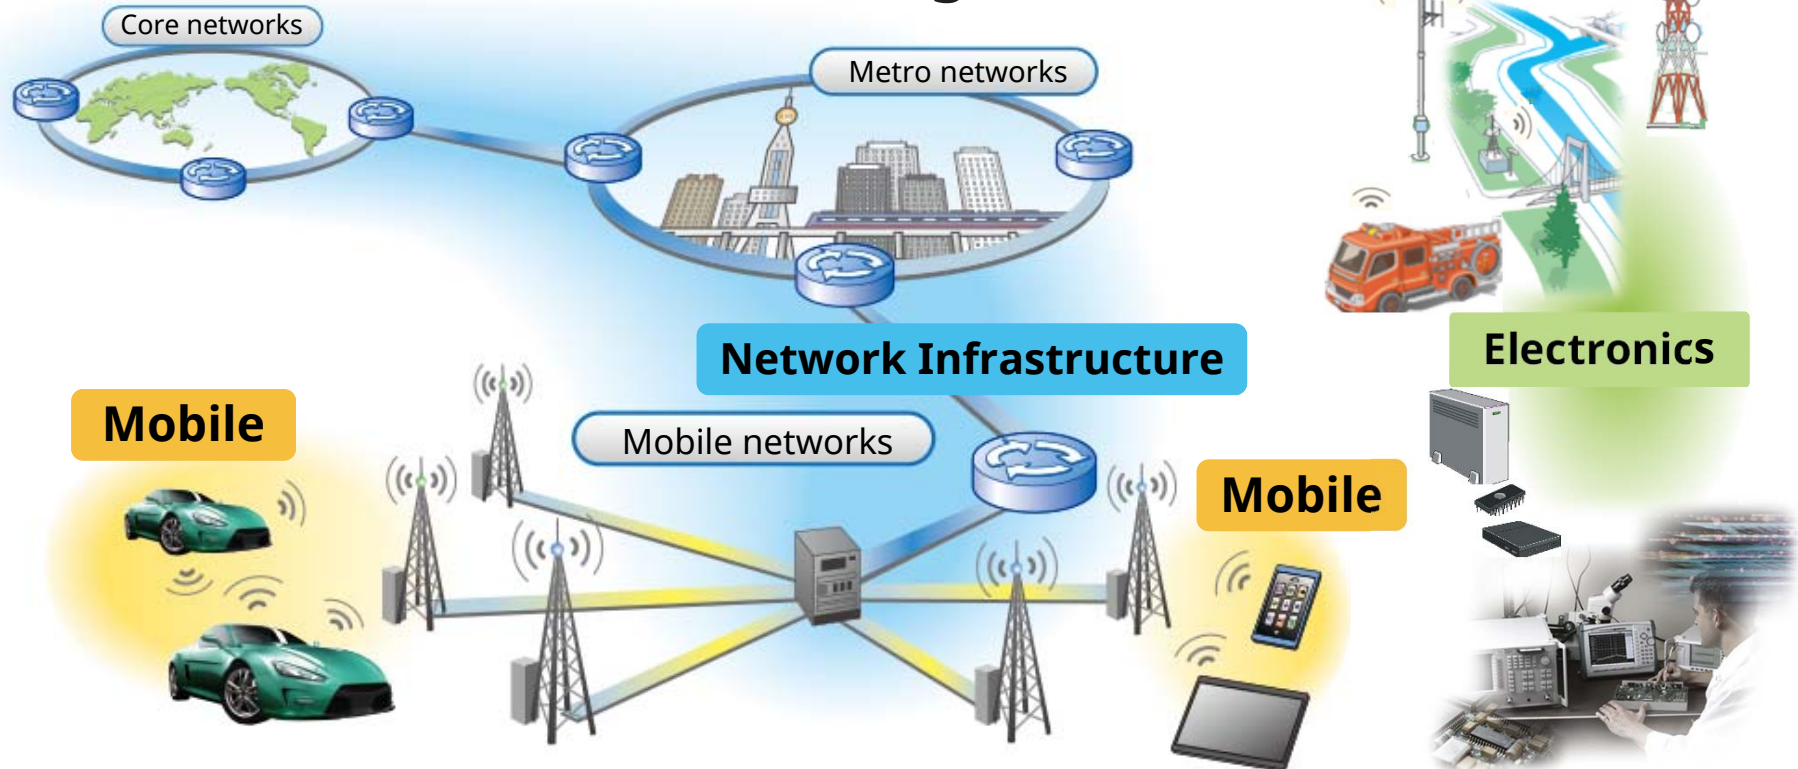 Core networks
Metro networks
Network Infrastructure
Electronics
Mobile
Mobile networks
Mobile